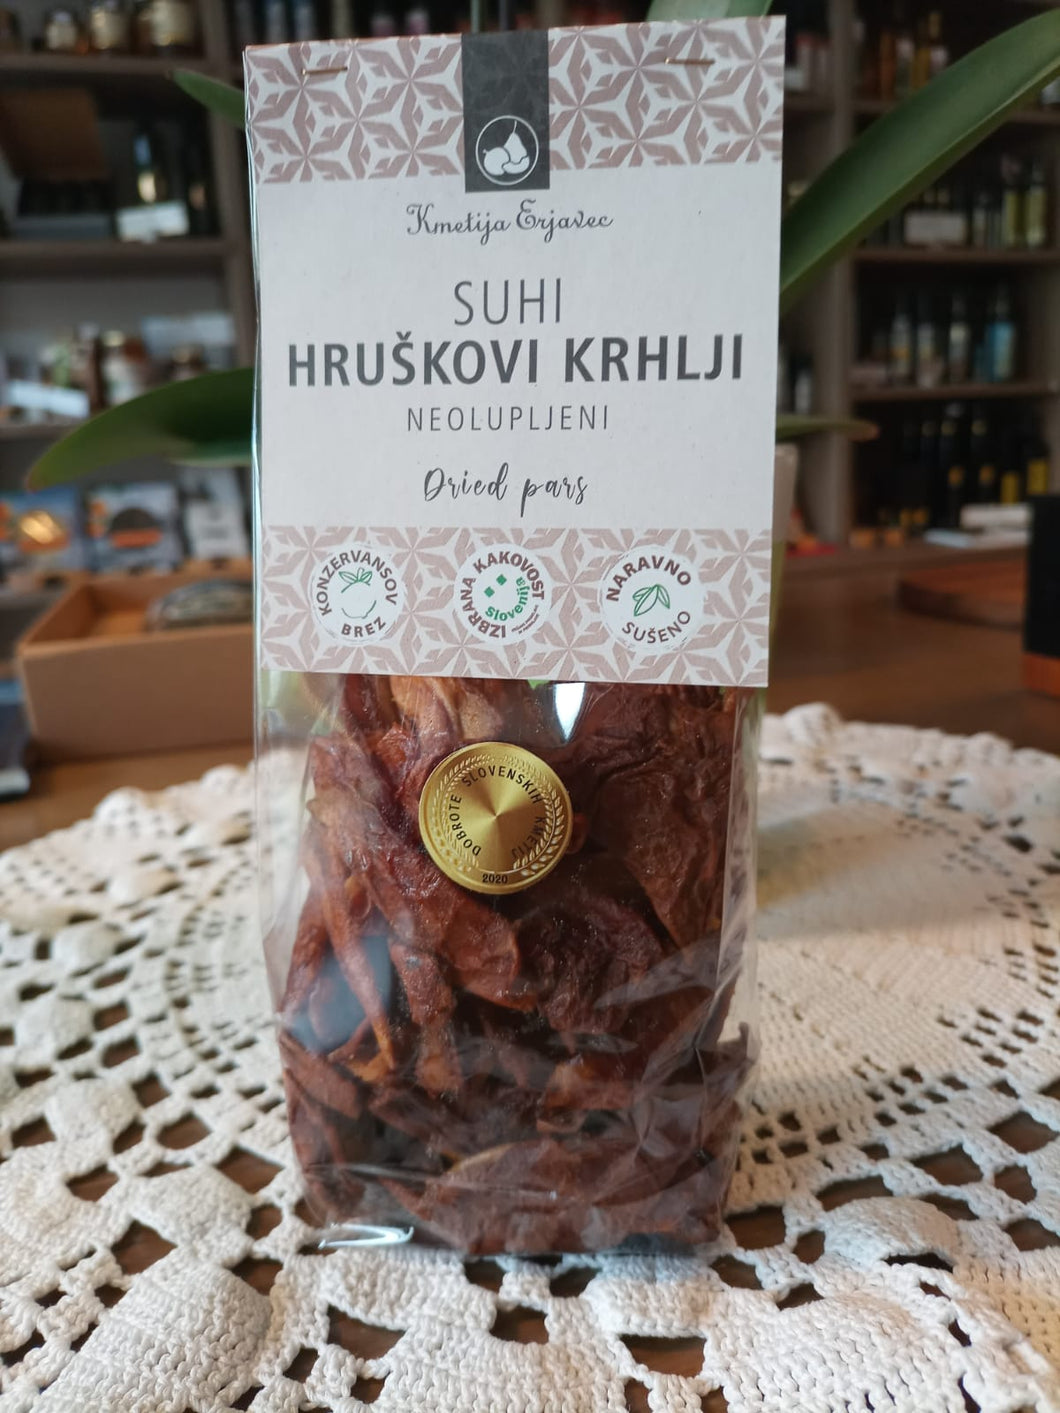 Kmetija Erjavec
SUHI
HRUŠKOVI KRHLJI
NEOLUPLJENI
Dried pars
KONZERVANSOV
BREZ
IZBRANA KAKOVOST
Slovenija
NARAVNO
SUŠENO
DOBROTE SLOVENSKIH KMETIJ
2020